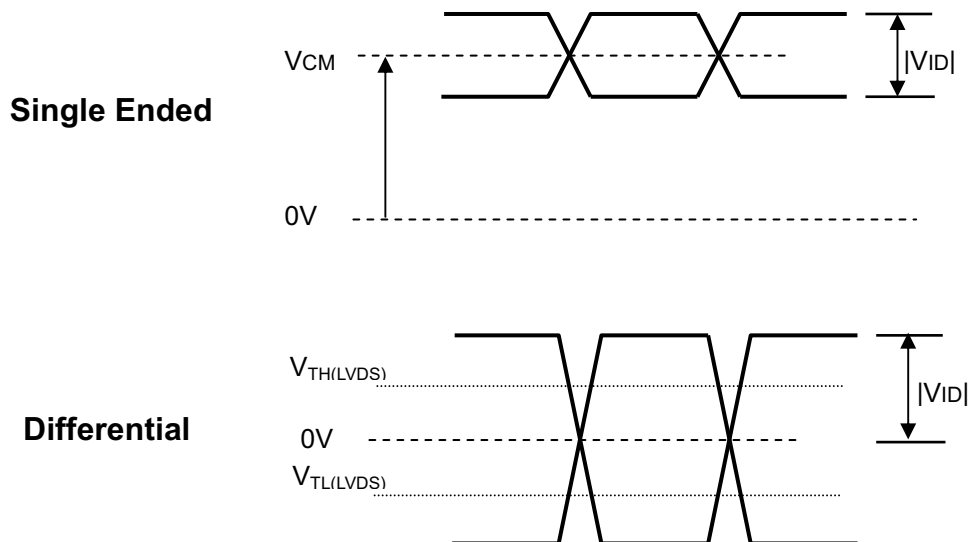 VCM
|VID|
Single Ended
0V
VTH(LVDS)
|VID|
Differential
0V
VTL(LVDS)